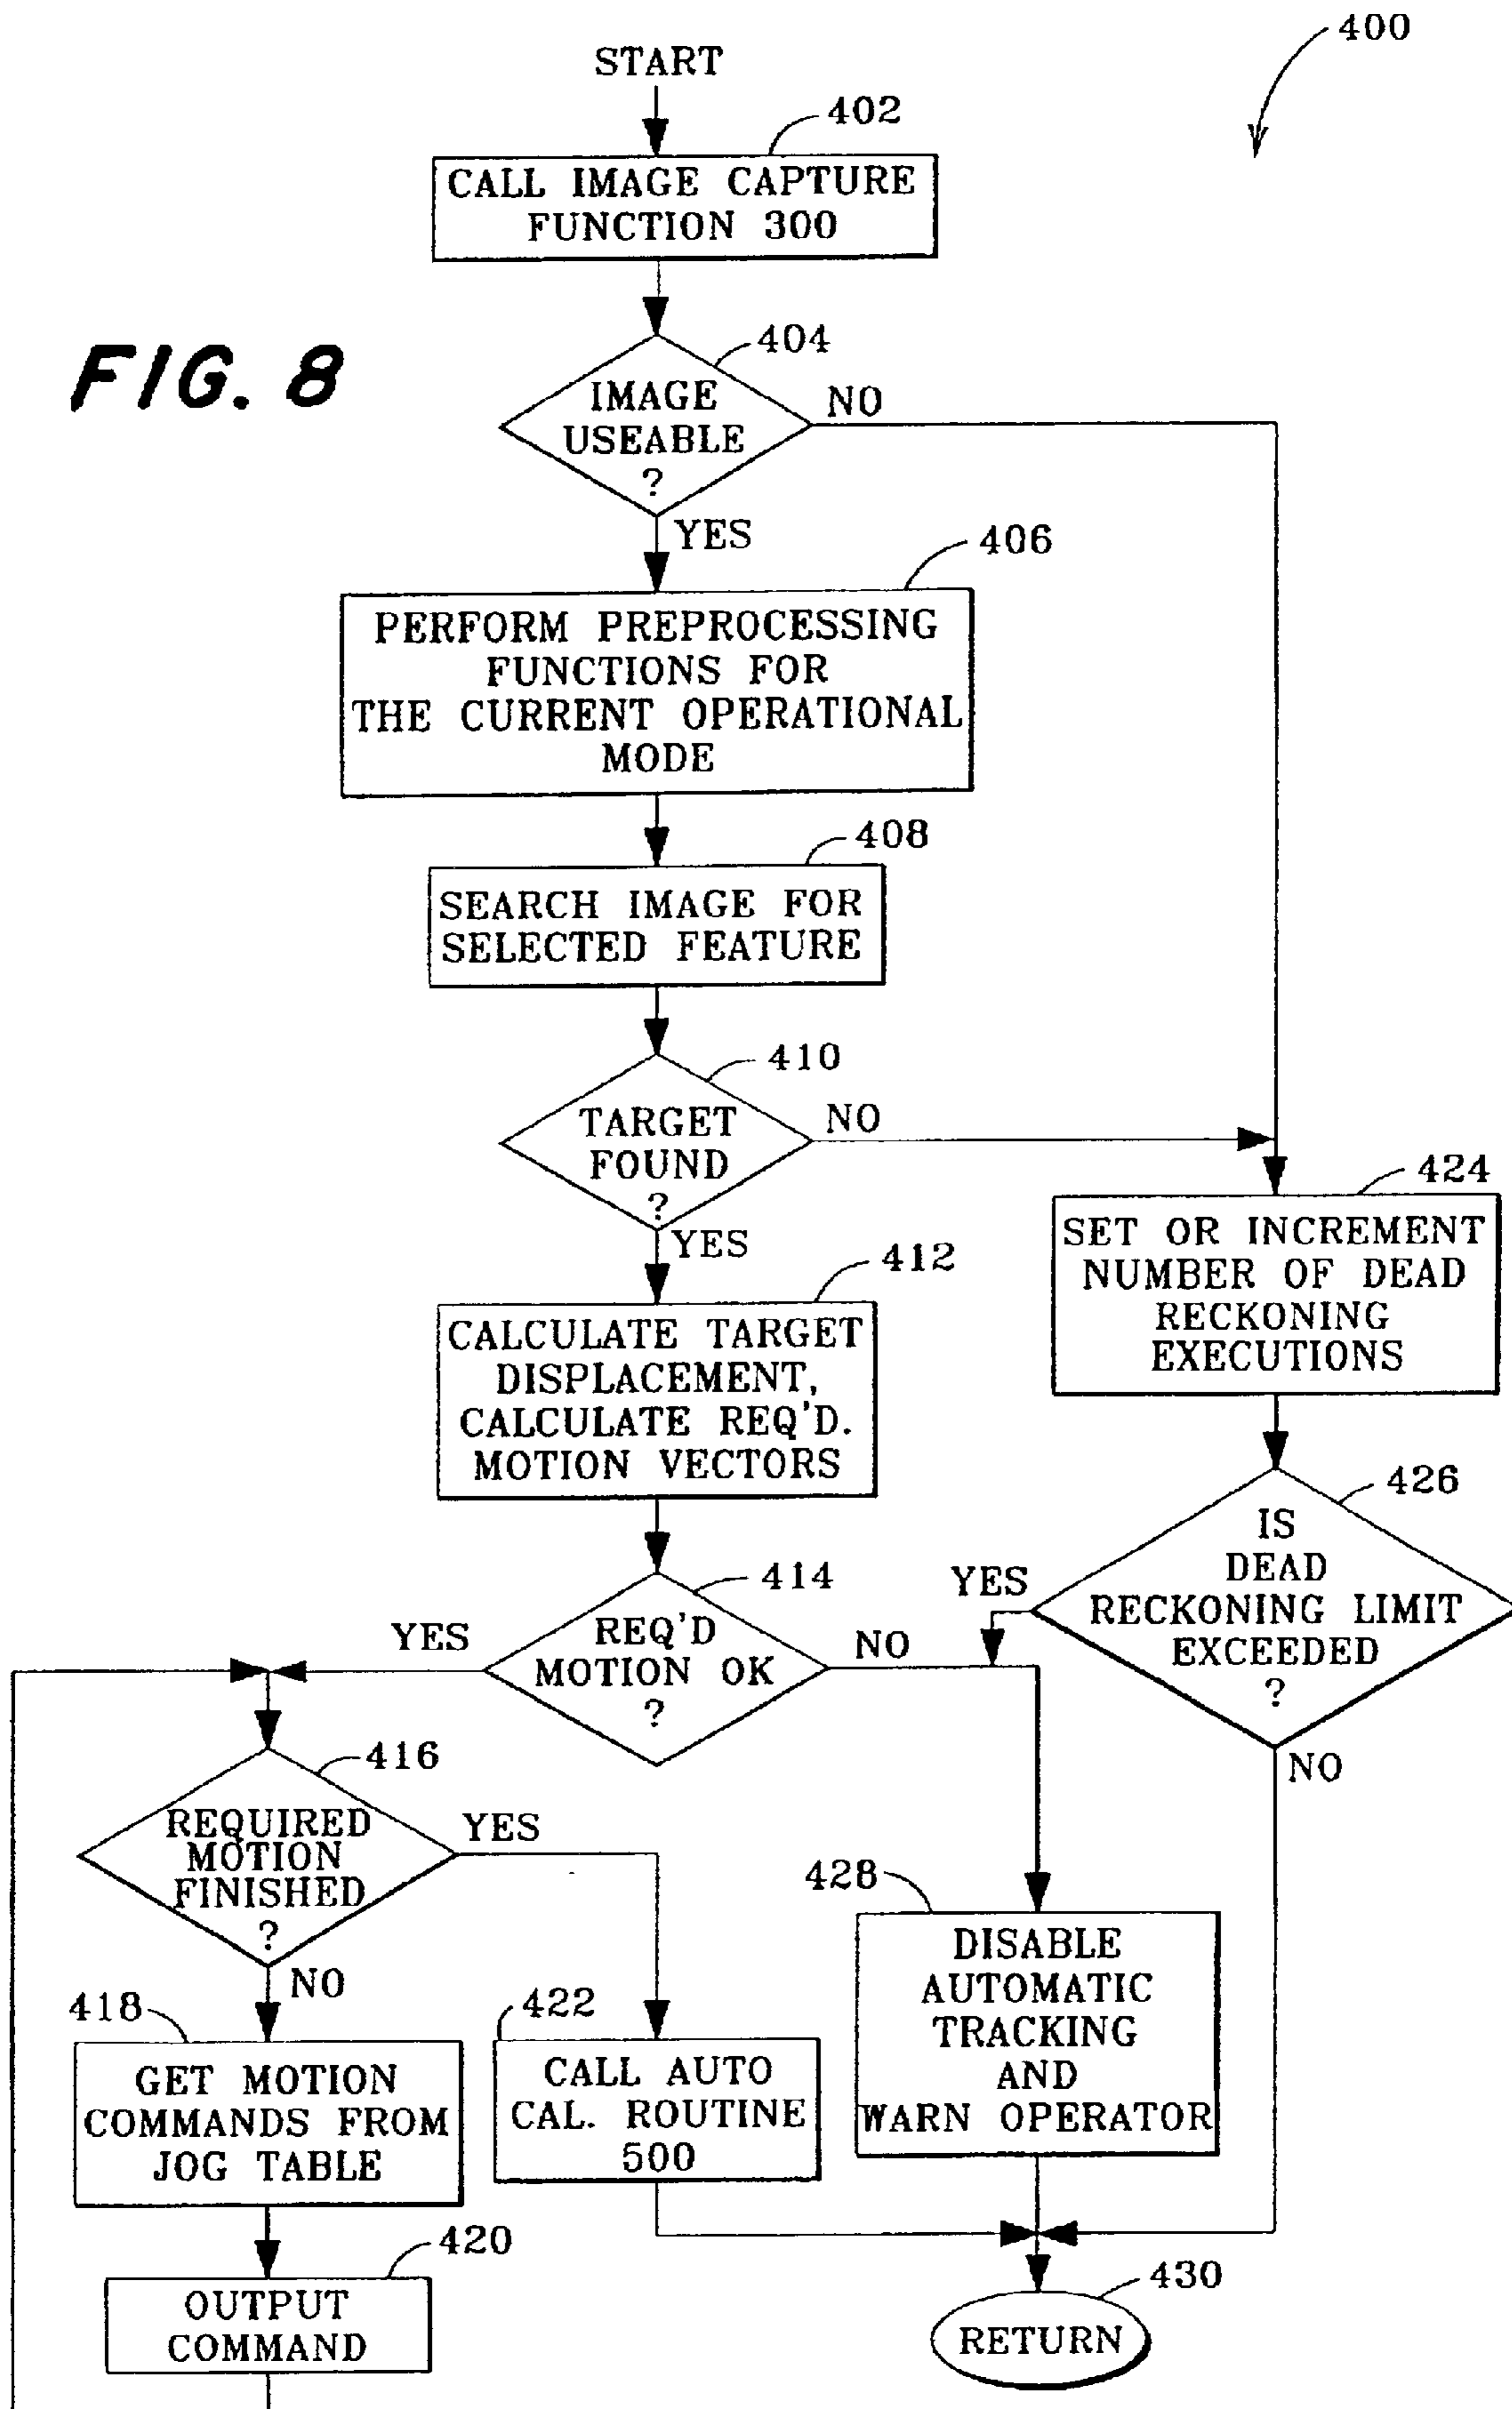 400
START
402
CALL IMAGE CAPTURE
FUNCTION 300
FIG. 8
404
IMAGE
USEABLE
?
NO
YES
406
PERFORM PREPROCESSING
FUNCTIONS FOR
THE CURRENT OPERATIONAL
MODE
408
SEARCH IMAGE FOR
SELECTED FEATURE
410
TARGET
FOUND
?
NO
YES
424
SET OR INCREMENT
NUMBER OF DEAD
RECKONING
EXECUTIONS
412
CALCULATE TARGET
DISPLACEMENT,
CALCULATE REQ'D.
MOTION VECTORS
426
IS
DEAD
RECKONING LIMIT
EXCEEDED
?
YES
NO
414
REQ'D
MOTION OK
?
YES
NO
416
REQUIRED
MOTION
FINISHED
?
YES
NO
418
GET MOTION
COMMANDS FROM
JOG TABLE
422
CALL AUTO
CAL. ROUTINE
500
428
DISABLE
AUTOMATIC
TRACKING
AND
WARN OPERATOR
420
OUTPUT
COMMAND
430
RETURN